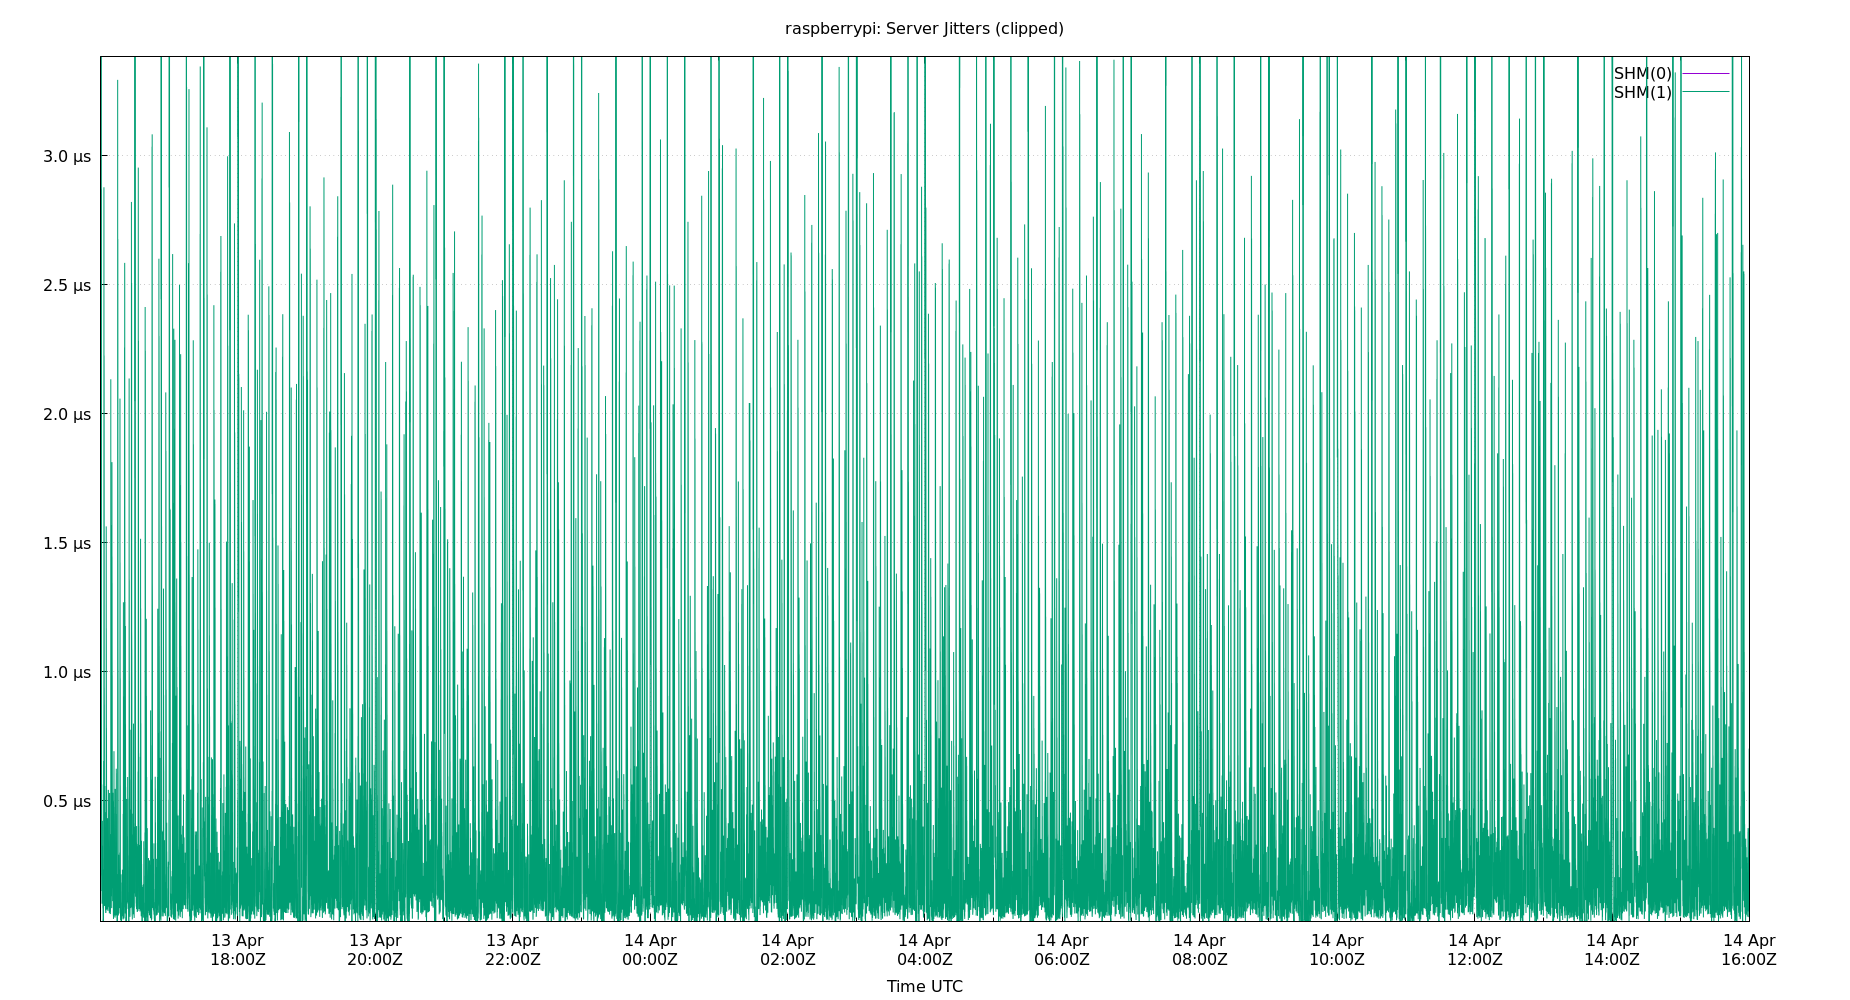 raspberrypi: Server Jitters (clipped)
SHM(0)
SHM(1)
3.0 µs
2.5 µs
2.0 µs
1.5 µs
1.0 µs
0.5 µs
13 Apr 13 Apr 13 Apr 14 Apr 14 Apr 14 Apr 14 Apr 14 Apr 14 Apr 14 Apr 14 Apr 14 Apr
18:00Z 20:00Z 22:00Z 00:00Z 02:00Z 04:00Z 06:00Z 08:00Z 10:00Z 12:00Z 14:00Z 16:00Z
Time UTC